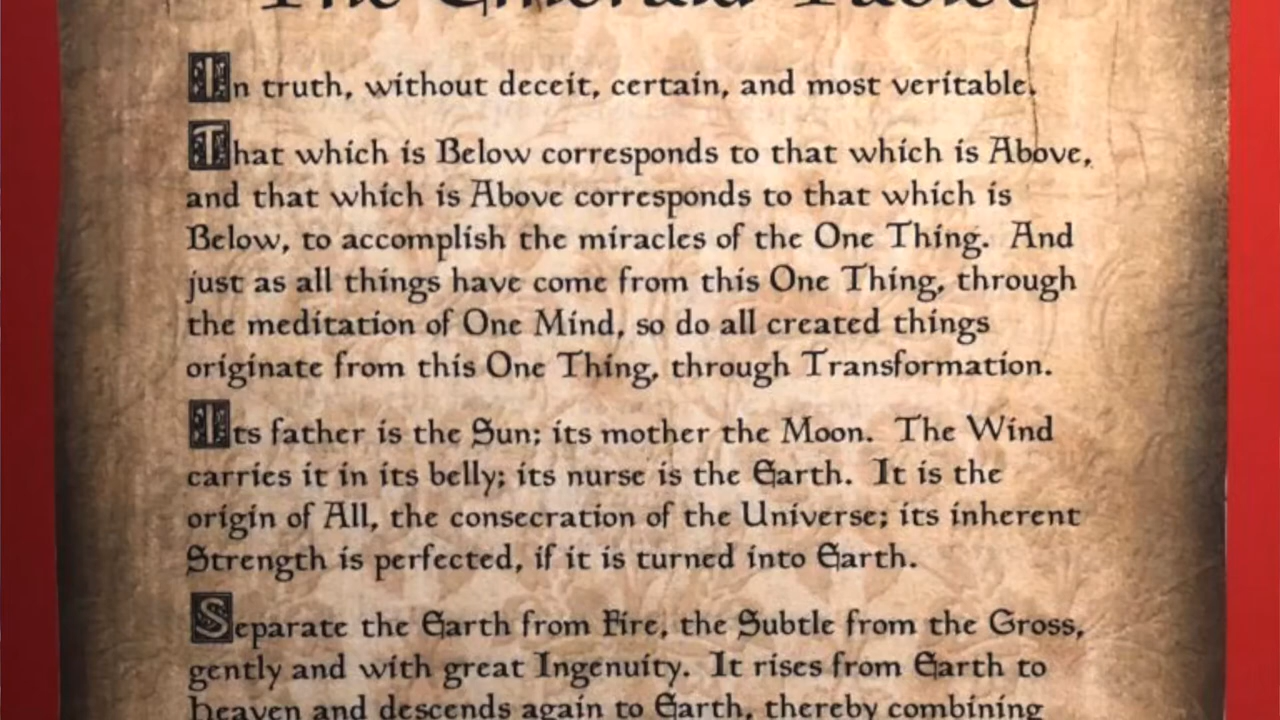 The Emerald Tablet
In truth, without deceit, certain, and most veritable.
That which is Below corresponds to that which is Above,
and that which is Above corresponds to that which is
Below, to accomplish the miracles of the One Thing. And
just as all things have come from this One Thing, through
the meditation of One Mind, so do all created things
originate from this One Thing, through Transformation.
Its father is the Sun; its mother the Moon. The Wind
carries it in its belly; its nurse is the Earth. It is the
origin of All, the consecration of the Universe; its inherent
Strength is perfected, if it is turned into Earth.
Separate the Earth from Fire, the Subtle from the Gross,
gently and with great Ingenuity. It rises from Earth to
heaven and descends again to Earth, thereby combining